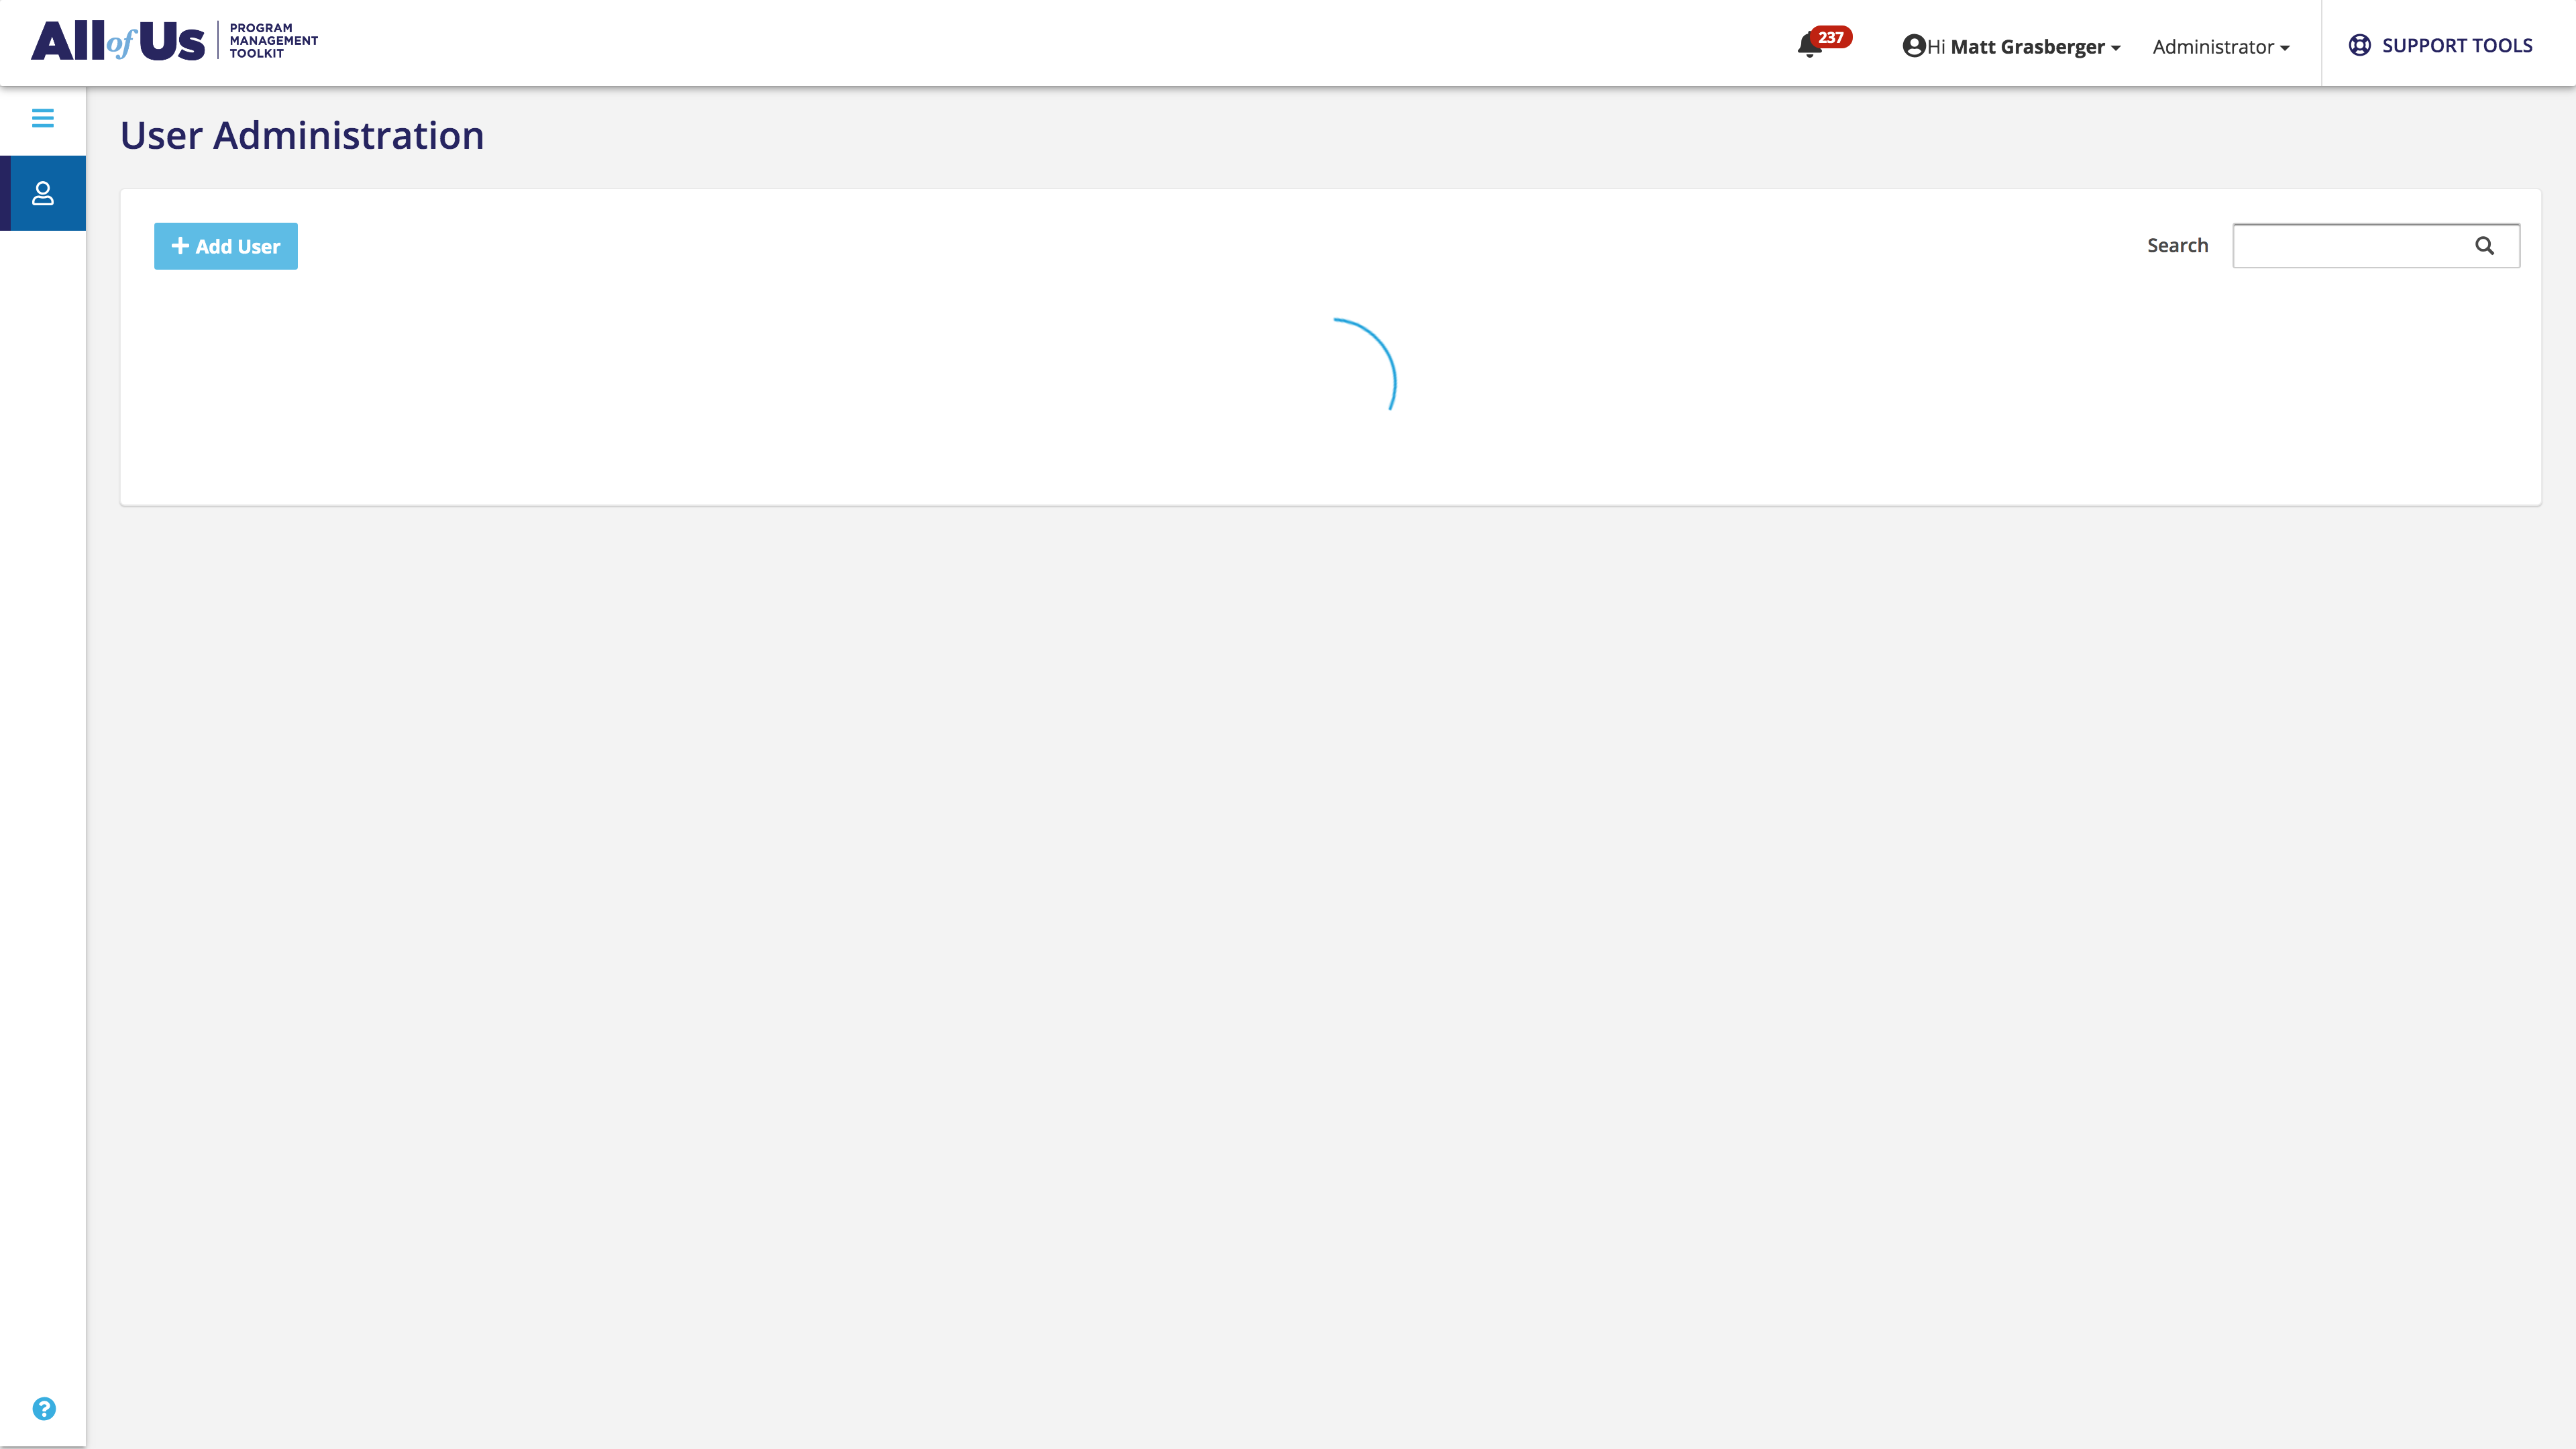 All of Us
PROGRAM
MANAGEMENT
TOOLKIT
237
Hi Matt Grasberger
Administrator
SUPPORT TOOLS
User Administration
+ Add User
Search
?